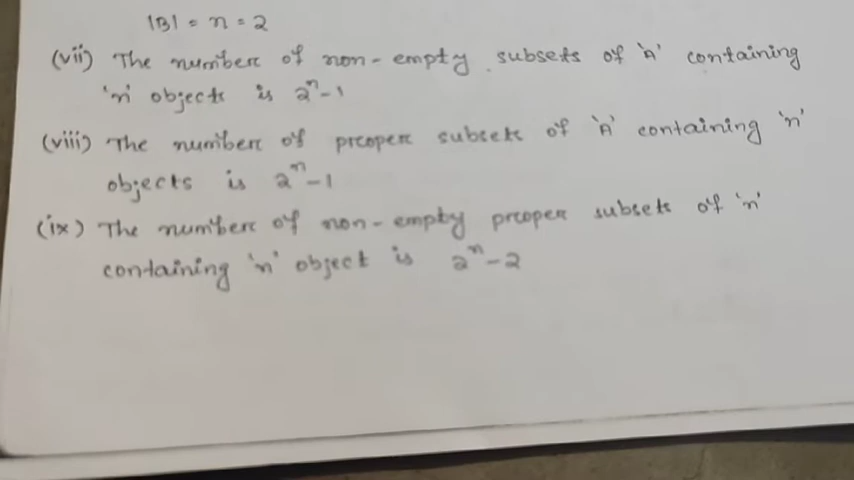 |B| = n = 2
(vii) The number of non-empty subsets of 'A' containing
'n' objects is 2ⁿ-1
(viii) The number of proper subsets of 'A' containing 'n'
objects is 2ⁿ-1
(ix) The number of non-empty proper subsets of 'n'
containing 'n' object is 2ⁿ-2